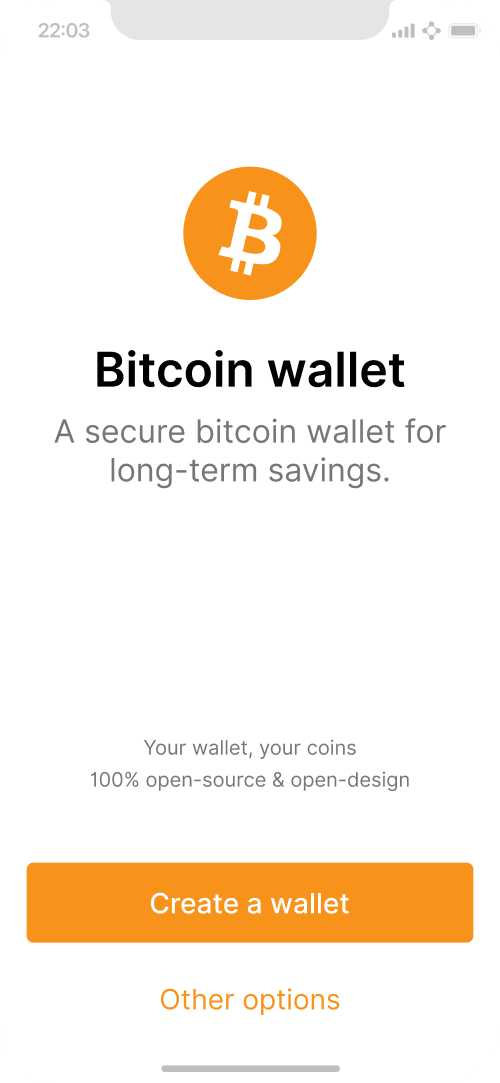 22:03
Bitcoin wallet
A secure bitcoin wallet for
long-term savings.
Your wallet, your coins
100% open-source & open-design
Create a wallet
Other options